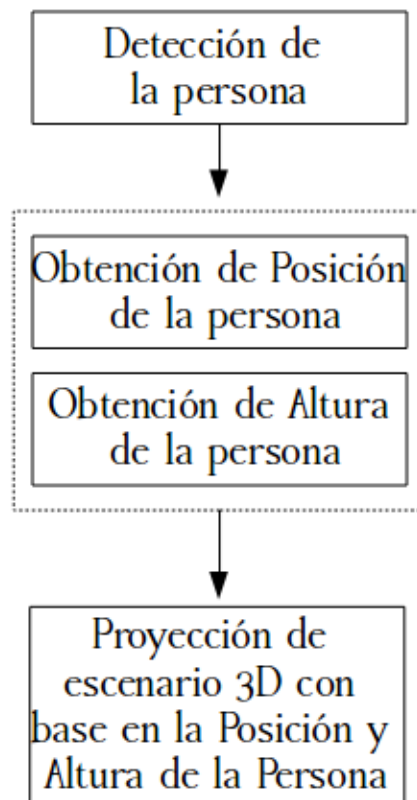 Detección de
la persona
Obtención de Posición
de la persona
Obtención de Altura
de la persona
Proyección de
escenario 3D con
base en la Posición y
Altura de la Persona